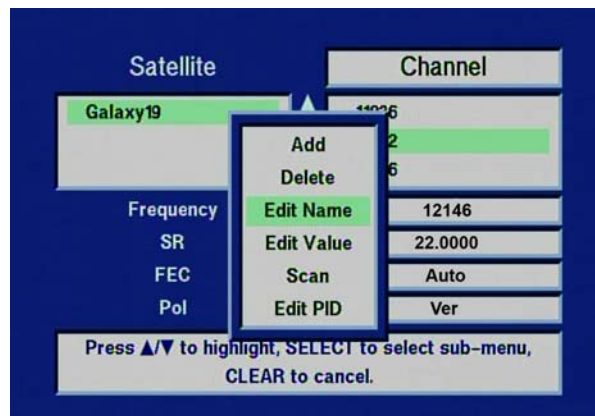 Satellite
Channel
Galaxy19
Add
Delete
Edit Name
Edit Value
Scan
Edit PID
Frequency
12146
SR
22.0000
FEC
Auto
Pol
Ver
Press ▲/▼ to highlight, SELECT to select sub-menu,
CLEAR to cancel.